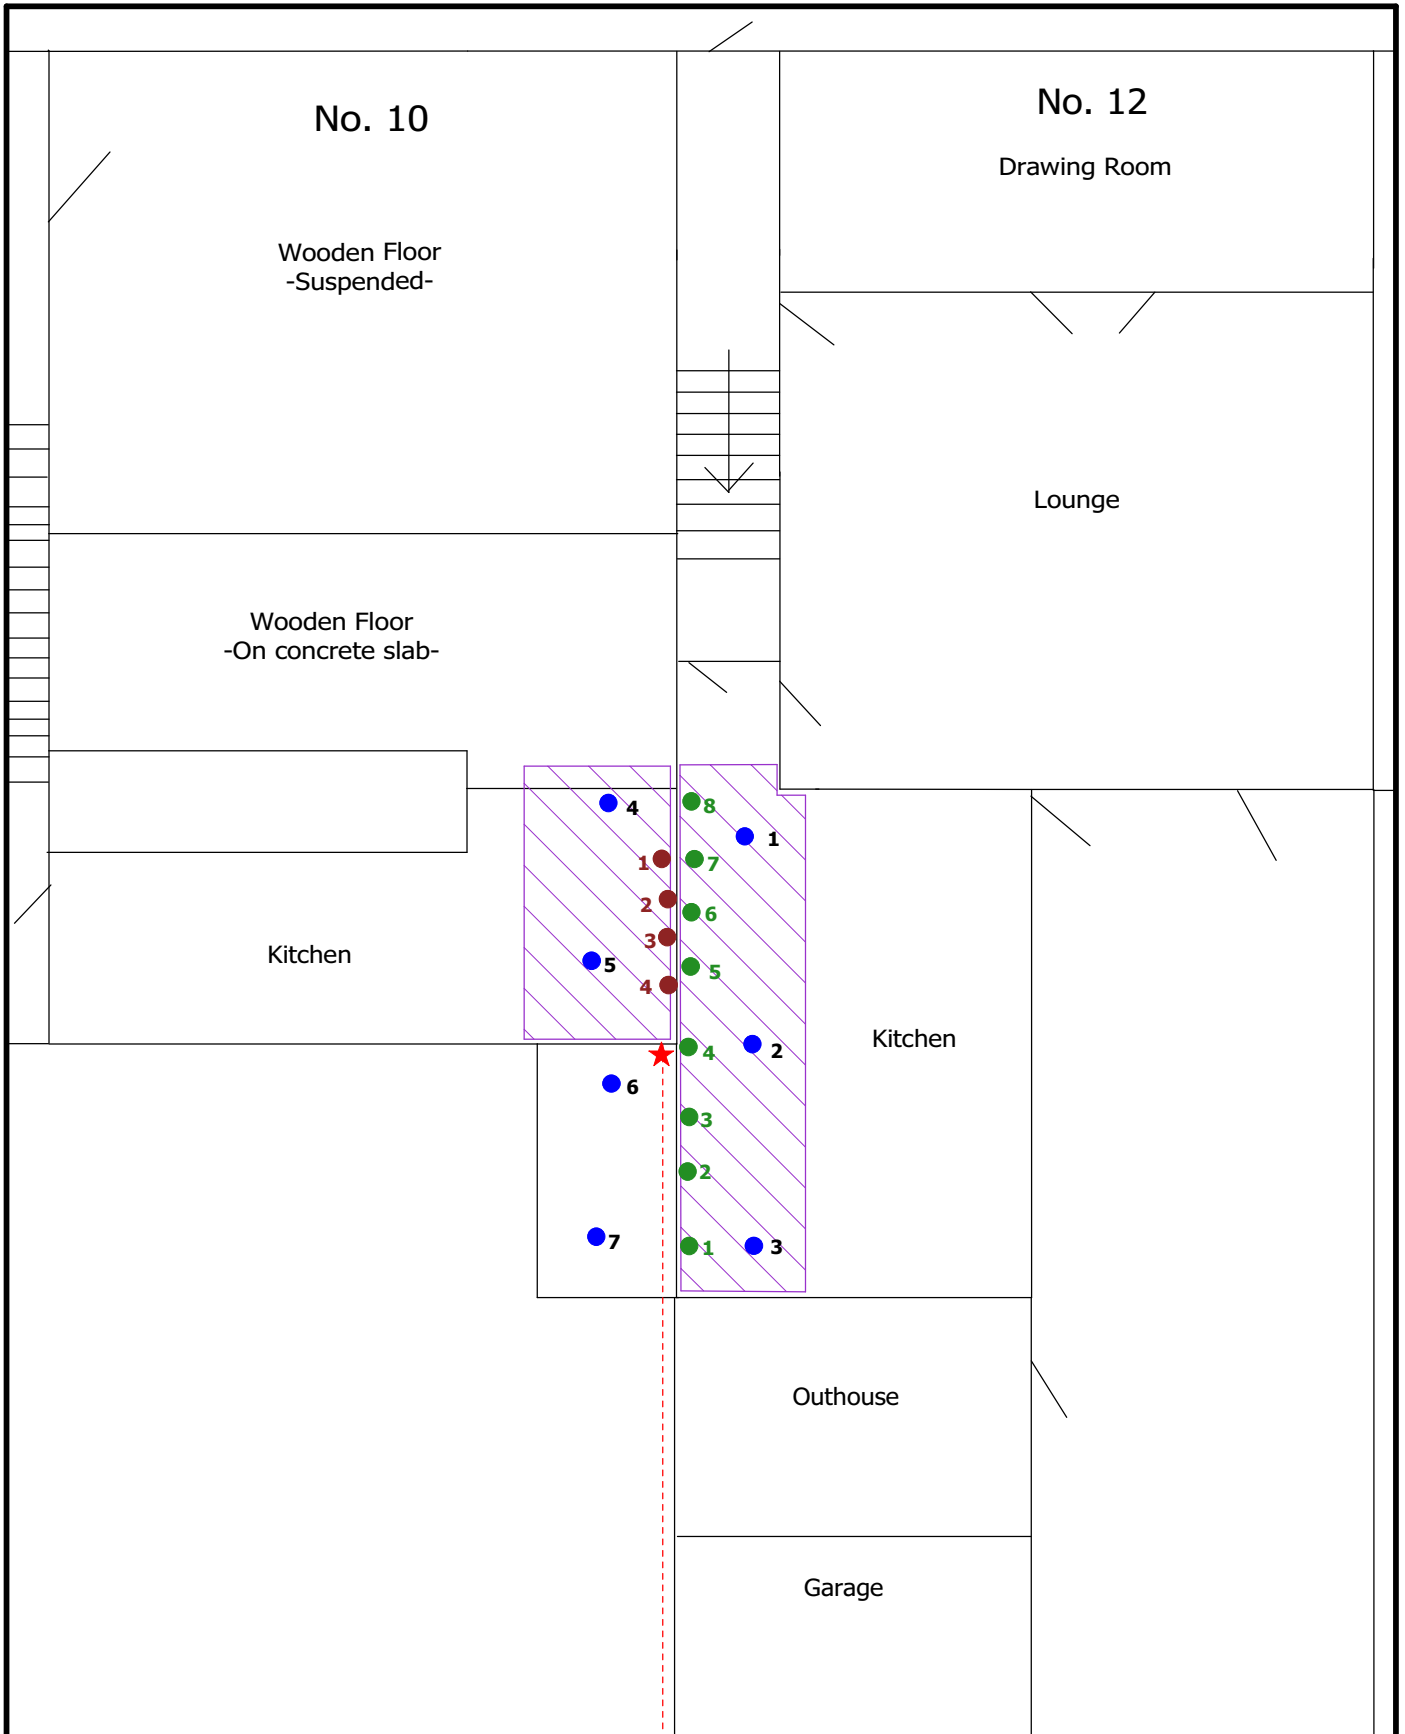 No. 10
No. 12
Drawing Room
Wooden Floor
-Suspended-
Lounge
Wooden Floor
-On concrete slab-
4
8
1
1
7
2
6
3
5
5
4
Kitchen
Kitchen
4
2
6
3
2
7
1
3
Outhouse
Garage